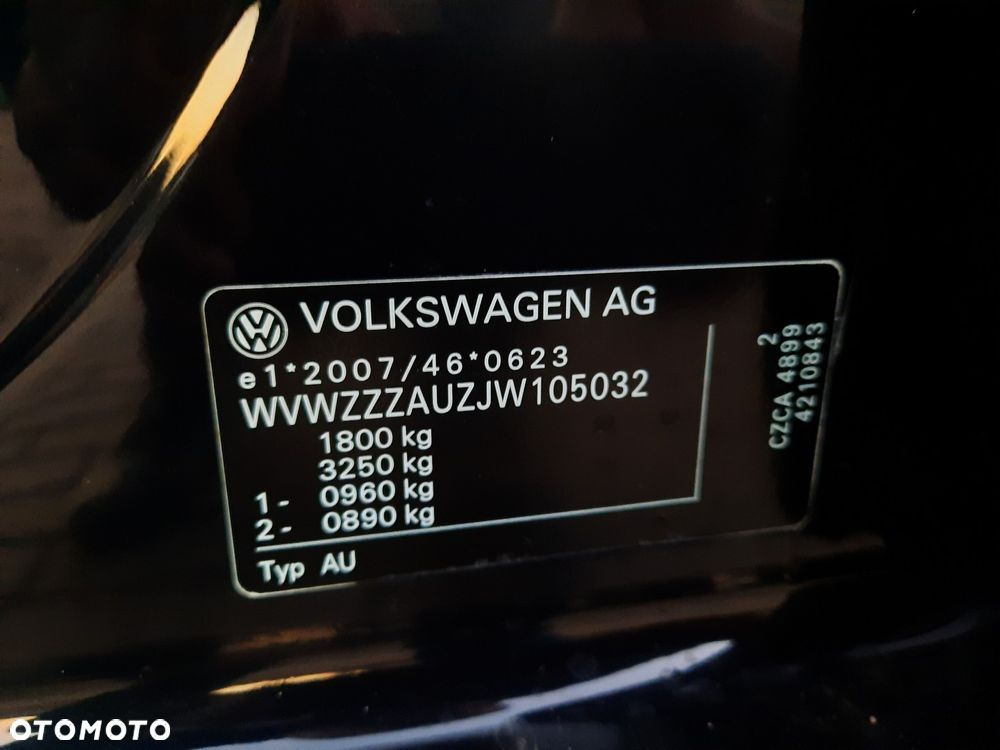 VOLKSWAGEN AG
e1*2007/46*0623
WVWZZZAUZJW105032
1800 kg
3250 kg
1- 0960 kg
2- 0890 kg
Typ AU
2
CZCA 4899
4210843
OTOMOTO